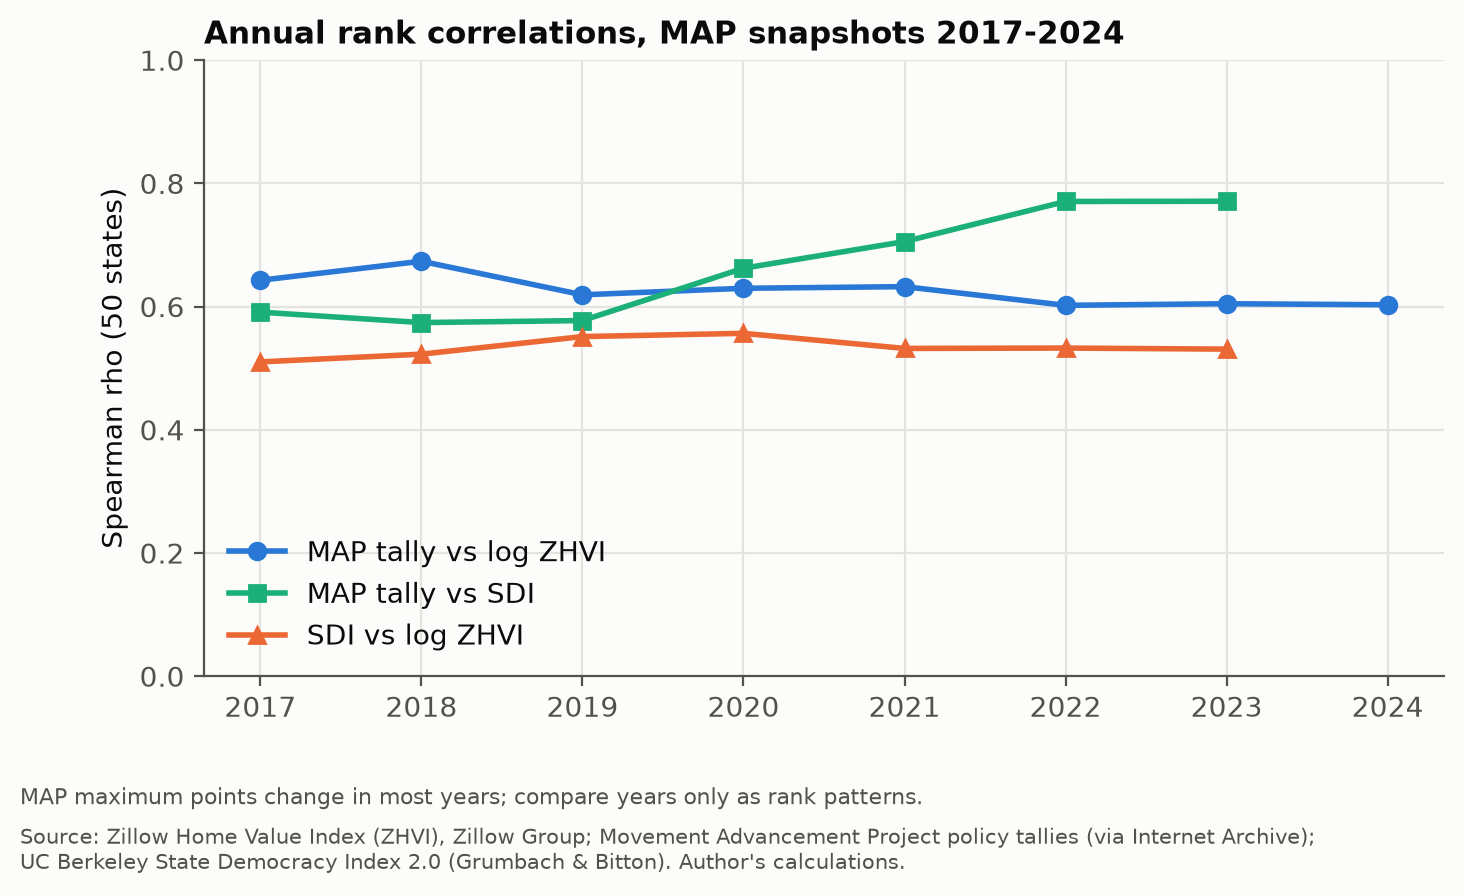 Annual rank correlations, MAP snapshots 2017-2024
1.0
0.8
0.6
0.4
0.2
0.0
Spearman rho (50 states)
MAP tally vs log ZHVI
MAP tally vs SDI
SDI vs log ZHVI
2017 2018 2019 2020 2021 2022 2023 2024
MAP maximum points change in most years; compare years only as rank patterns.
Source: Zillow Home Value Index (ZHVI), Zillow Group; Movement Advancement Project policy tallies (via Internet Archive);
UC Berkeley State Democracy Index 2.0 (Grumbach & Bitton). Author's calculations.